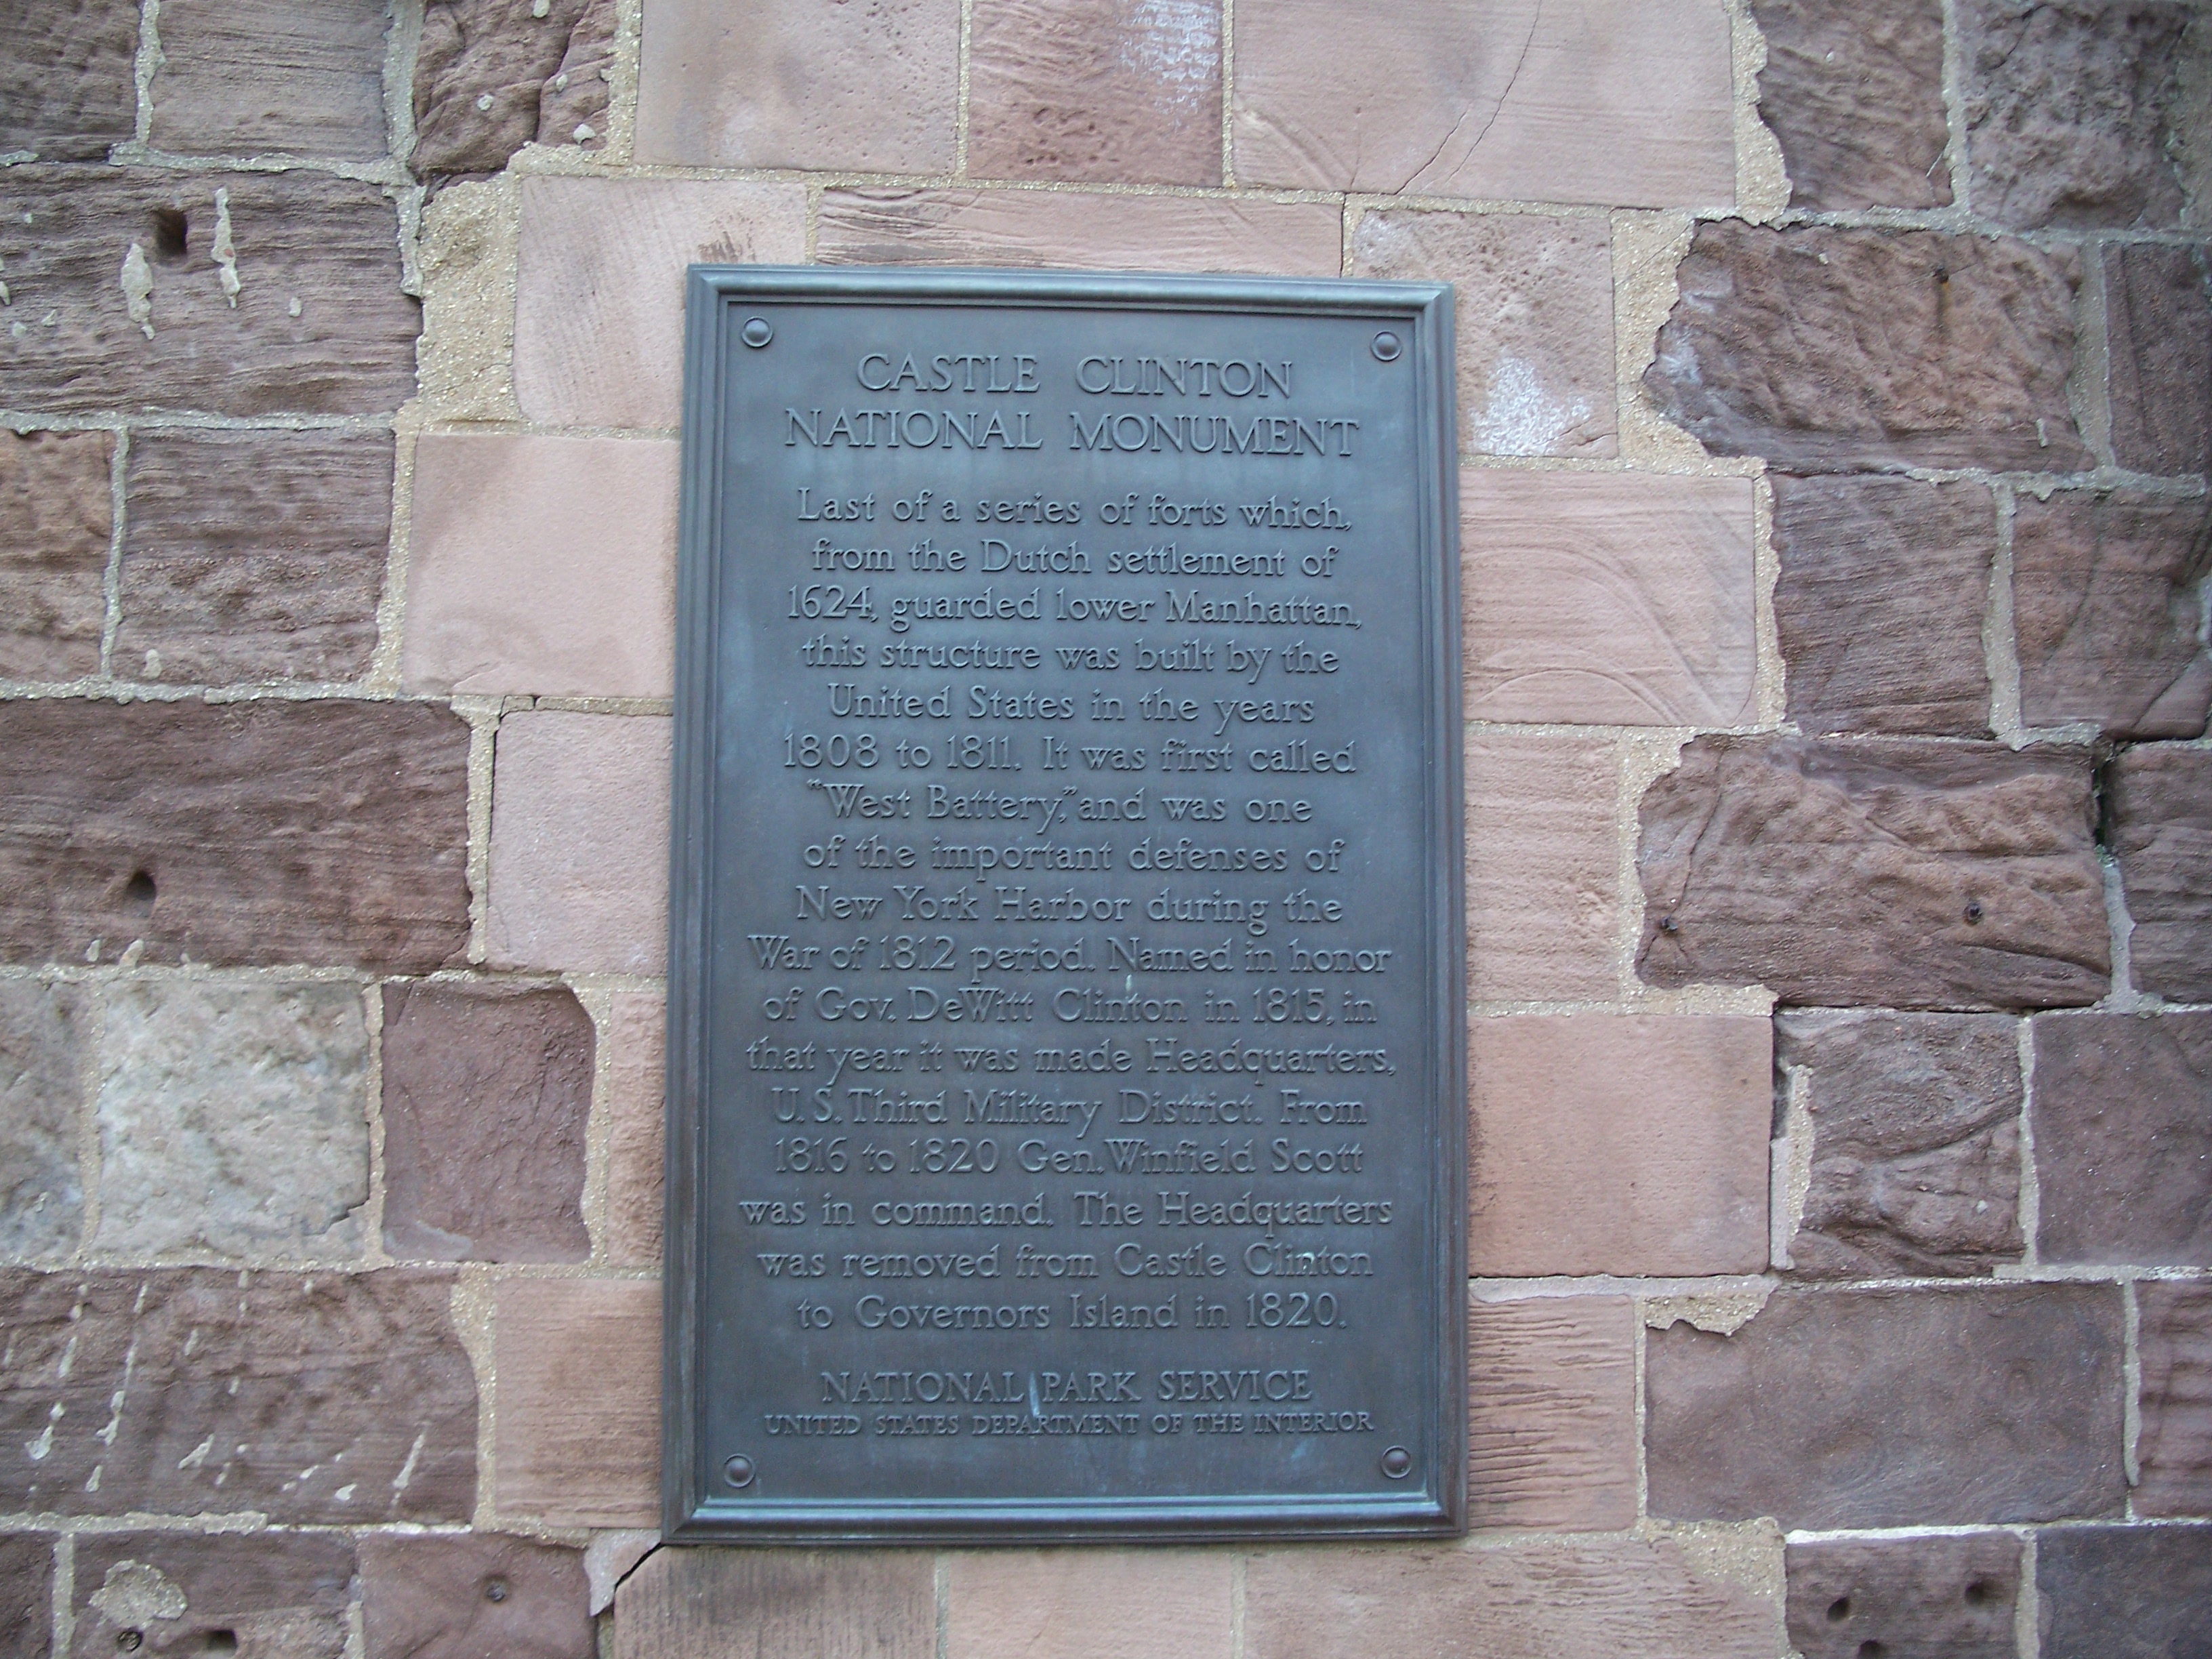 CASTLE CLINTON
NATIONAL MONUMENT
Last of a series of forts which,
from the Dutch settlement of
1624, guarded lower Manhattan,
this structure was built by the
United States in the years
1808 to 1811. It was first called
"West Battery," and was one
of the important defenses of
New York Harbor during the
War of 1812 period. Named in honor
of Gov. DeWitt Clinton in 1815, in
that year it was made Headquarters,
U.S. Third Military District. From
1816 to 1820 Gen. Winfield Scott
was in command. The Headquarters
was removed from Castle Clinton
to Governors Island in 1820.
NATIONAL PARK SERVICE
UNITED STATES DEPARTMENT OF THE INTERIOR